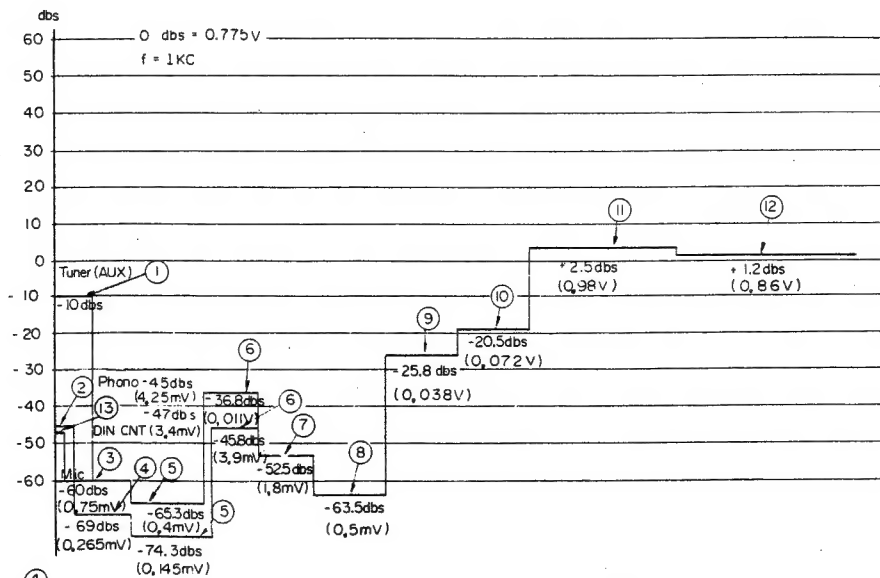 dbs
O dbs = 0.775V
f = 1KC
60
50
40
30
20
10
0
-10
-20
-30
-40
-50
-60
Tuner (AUX)
1
-10dbs
2
13
Phono -45dbs
(4,25mV)
-47dbs
DIN CNT (3,4mV)
3
Mic
-60dbs
(0,75mV)
4
-69dbs
(0,265mV)
5
-65.3dbs
(0,4mV)
5
-74.3dbs
(0,145mV)
6
-36.8dbs
(0,011V)
6
-45.8dbs
(3,9mV)
7
-52.5dbs
(1,8mV)
8
-63.5dbs
(0,5mV)
9
-25.8 dbs
(0,038V)
10
-20.5dbs
(0,072V)
11
+2.5dbs
(0,98V)
12
+1.2dbs
(0,86V)